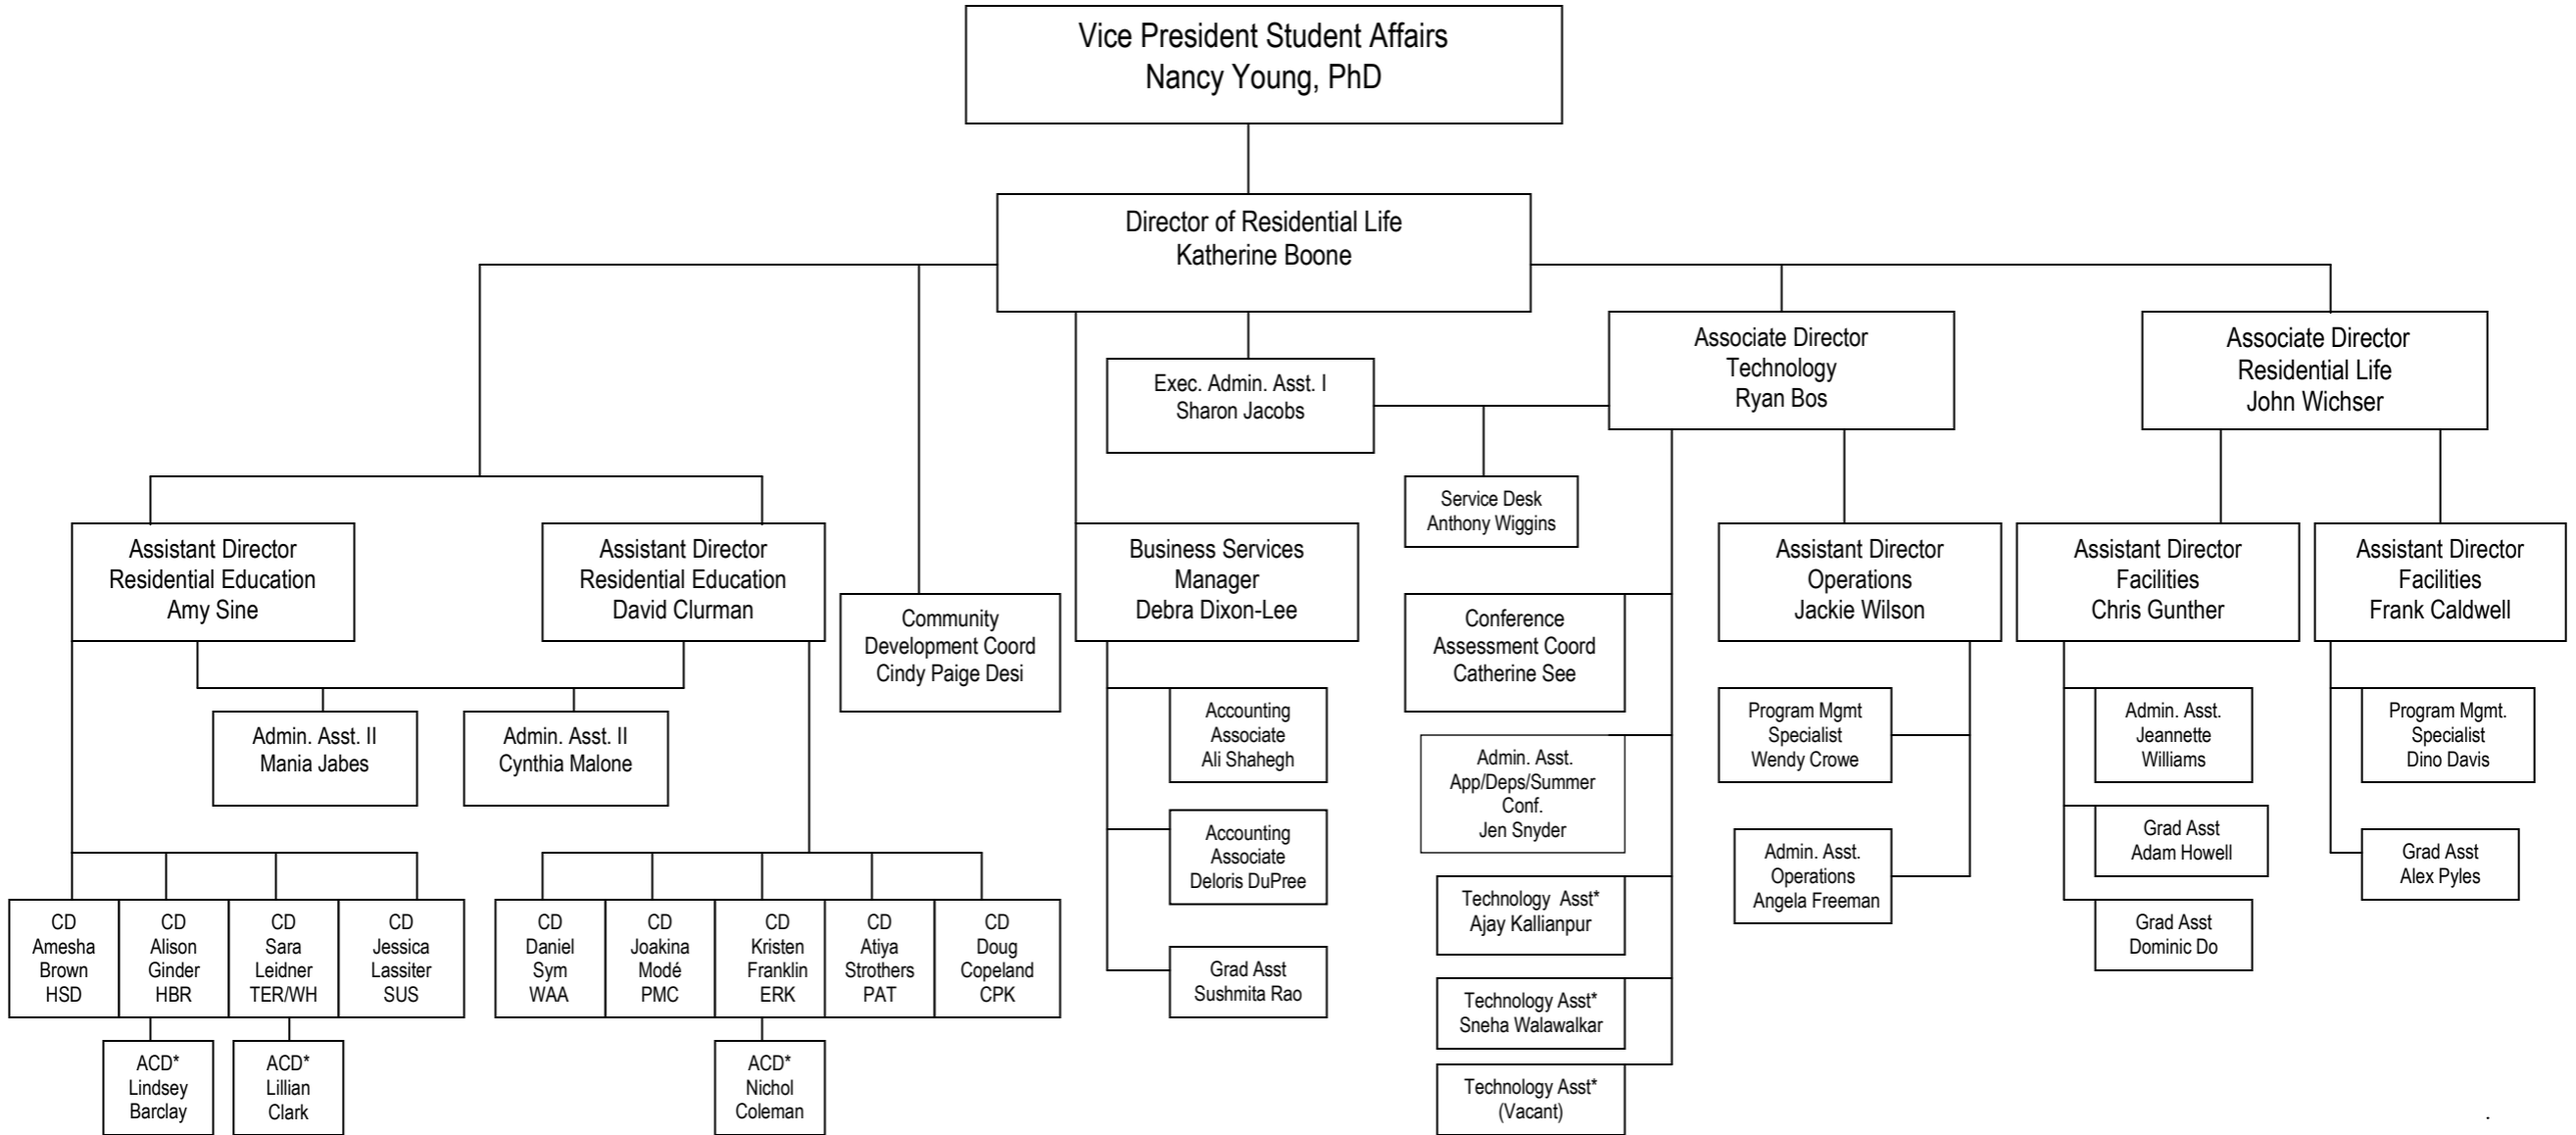 Vice President Student Affairs
Nancy Young, PhD
Director of Residential Life
Katherine Boone
Exec. Admin. Asst. I
Sharon Jacobs
Associate Director
Technology
Ryan Bos
Associate Director
Residential Life
John Wichser
Service Desk
Anthony Wiggins
Assistant Director
Residential Education
Amy Sine
Assistant Director
Residential Education
David Clurman
Community
Development Coord
Cindy Paige Desi
Business Services
Manager
Debra Dixon-Lee
Conference
Assessment Coord
Catherine See
Assistant Director
Operations
Jackie Wilson
Assistant Director
Facilities
Chris Gunther
Assistant Director
Facilities
Frank Caldwell
Admin. Asst. II
Mania Jabes
Admin. Asst. II
Cynthia Malone
Accounting
Associate
Ali Shahegh
Accounting
Associate
Deloris DuPree
Grad Asst
Sushmita Rao
Admin. Asst.
App/Deps/Summer
Conf.
Jen Snyder
Technology  Asst*
Ajay Kallianpur
Technology Asst*
Sneha Walawalkar
Technology Asst*
(Vacant)
Program Mgmt
Specialist
Wendy Crowe
Admin. Asst.
Operations
Angela Freeman
Admin. Asst.
Jeannette
Williams
Grad Asst
Adam Howell
Grad Asst
Dominic Do
Program Mgmt.
Specialist
Dino Davis
Grad Asst
Alex Pyles
CD
Amesha
Brown
HSD
CD
Alison
Ginder
HBR
CD
Sara
Leidner
TER/WH
CD
Jessica
Lassiter
SUS
CD
Daniel
Sym
WAA
CD
Joakina
Modé
PMC
CD
Kristen
Franklin
ERK
CD
Atiya
Strothers
PAT
CD
Doug
Copeland
CPK
ACD*
Lindsey
Barclay
ACD*
Lillian
Clark
ACD*
Nichol
Coleman
.